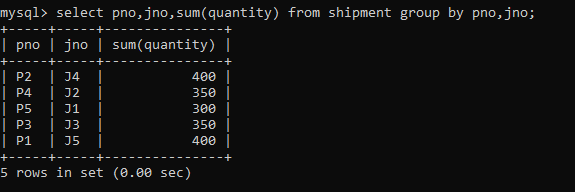 mysql> select pno,jno,sum(quantity) from shipment group by pno,jno;
+-----+-----+---------------+
| pno | jno | sum(quantity) |
+-----+-----+---------------+
| P2  | J4  |           400 |
| P4  | J2  |           350 |
| P5  | J1  |           300 |
| P3  | J3  |           350 |
| P1  | J5  |           400 |
+-----+-----+---------------+
5 rows in set (0.00 sec)